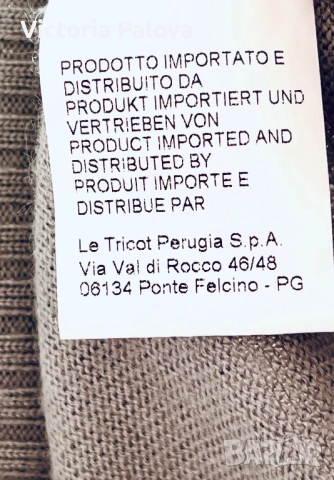 Victoria Palova
PRODOTTO IMPORTATO E
DISTRIBUITO DA
PRODUKT IMPORTIERT UND
VERTRIEBEN VON
PRODUCT IMPORTED AND
DISTRIBUTED BY
PRODUIT IMPORTE E
DISTRIBUE PAR
Le Tricot Perugia S.p.A.
Via Val di Rocco 46/48
06134 Ponte Felcino - PG
BAZAR